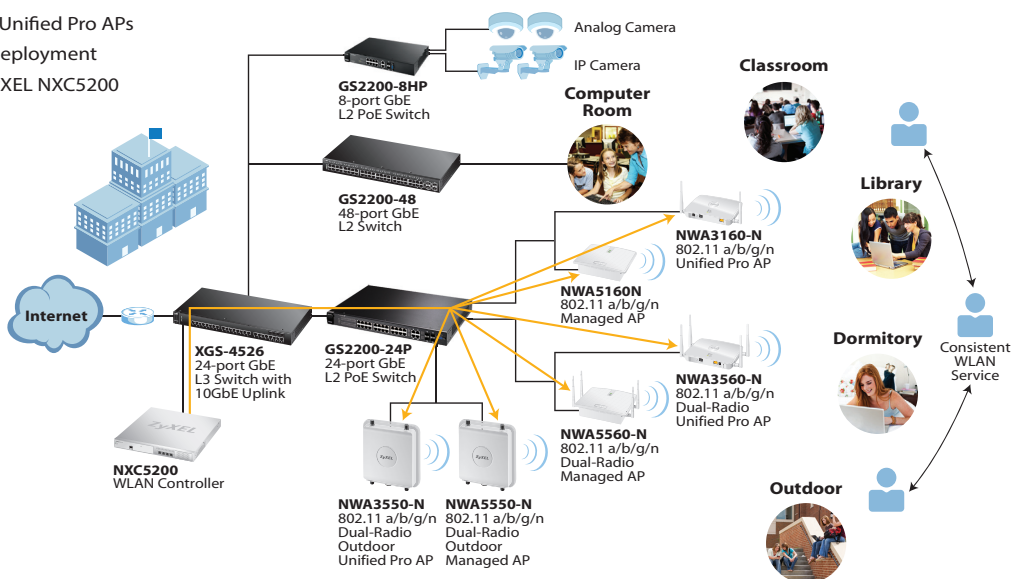 Unified Pro APs
eployment
XEL NXC5200
Analog Camera
IP Camera
GS2200-8HP
8-port GbE
L2 PoE Switch
Computer
Room
Classroom
GS2200-48
48-port GbE
L2 Switch
Library
NWA3160-N
802.11 a/b/g/n
Unified Pro AP
NWA5160N
802.11 a/b/g/n
Managed AP
Internet
XGS-4526
24-port GbE
L3 Switch with
10GbE Uplink
GS2200-24P
24-port GbE
L2 PoE Switch
Dormitory
Consistent
WLAN
Service
NWA3560-N
802.11 a/b/g/n
Dual-Radio
Unified Pro AP
NWA5560-N
802.11 a/b/g/n
Dual-Radio
Managed AP
ZyXEL
NXC5200
WLAN Controller
ZyXEL
ZyXEL
NWA3550-N
802.11 a/b/g/n
Dual-Radio
Outdoor
Unified Pro AP
NWA5550-N
802.11 a/b/g/n
Dual-Radio
Outdoor
Managed AP
Outdoor